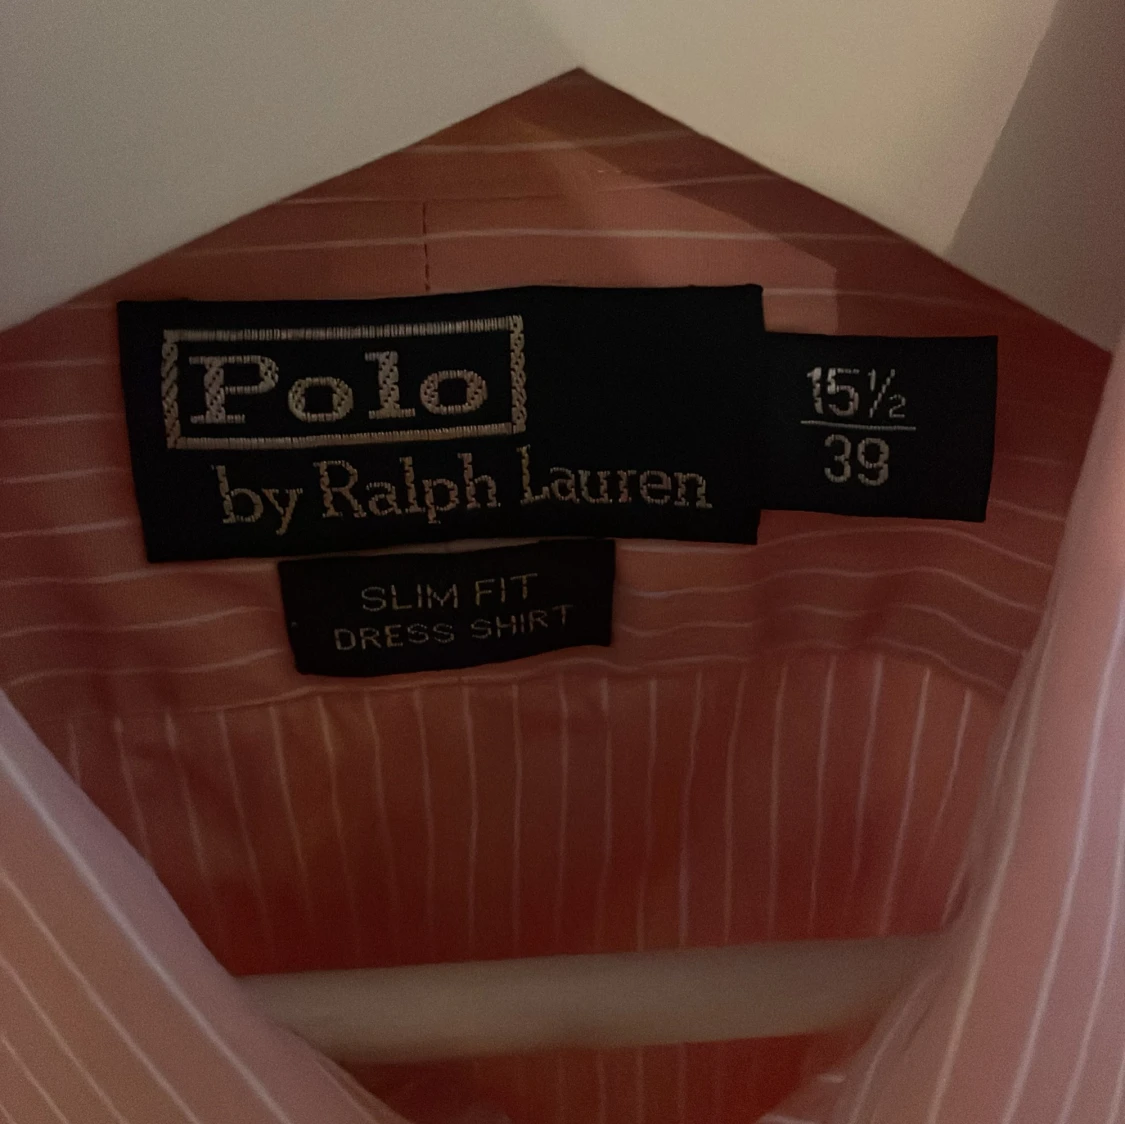 Polo
by Ralph Lauren
15½
39
SLIM FIT
DRESS SHIRT